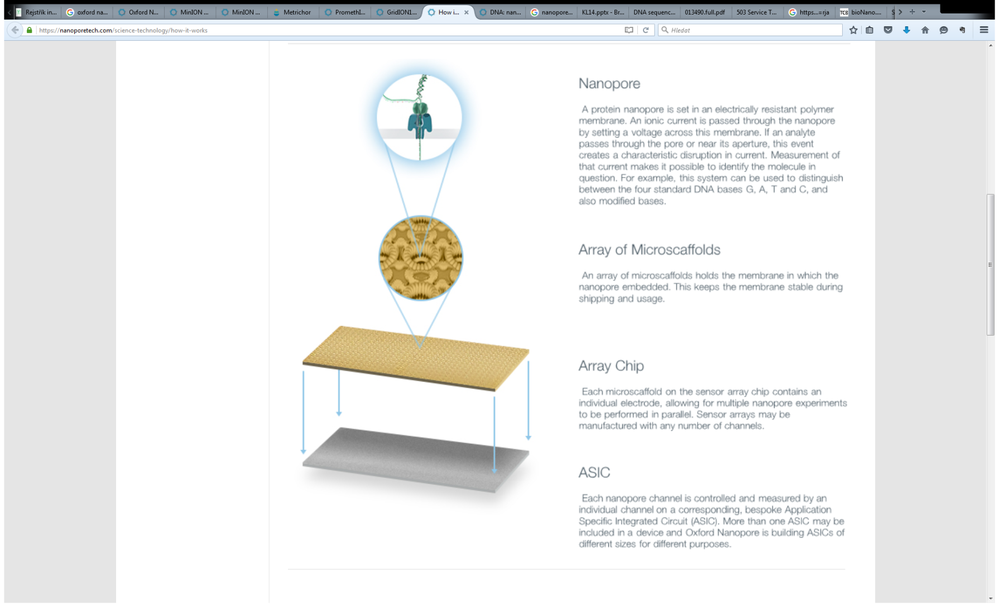 Rejstřík in...
oxford na...
Oxford N...
MinION ...
MinION ...
Metrichor
PromethI...
GridION1...
How i...
DNA: nan...
nanopore...
KL14.pptx - Br...
DNA sequenc...
013490.full.pdf
503 Service T...
https...=rja
TCB bioNano....
S
https://nanoporetech.com/science-technology/how-it-works
Hledat
Nanopore
A protein nanopore is set in an electrically resistant polymer
membrane. An ionic current is passed through the nanopore
by setting a voltage across this membrane. If an analyte
passes through the pore or near its aperture, this event
creates a characteristic disruption in current. Measurement of
that current makes it possible to identify the molecule in
question. For example, this system can be used to distinguish
between the four standard DNA bases G, A, T and C, and
also modified bases.
Array of Microscaffolds
An array of microscaffolds holds the membrane in which the
nanopore embedded. This keeps the membrane stable during
shipping and usage.
Array Chip
Each microscaffold on the sensor array chip contains an
individual electrode, allowing for multiple nanopore experiments
to be performed in parallel. Sensor arrays may be
manufactured with any number of channels.
ASIC
Each nanopore channel is controlled and measured by an
individual channel on a corresponding, bespoke Application
Specific Integrated Circuit (ASIC). More than one ASIC may be
included in a device and Oxford Nanopore is building ASICs of
different sizes for different purposes.